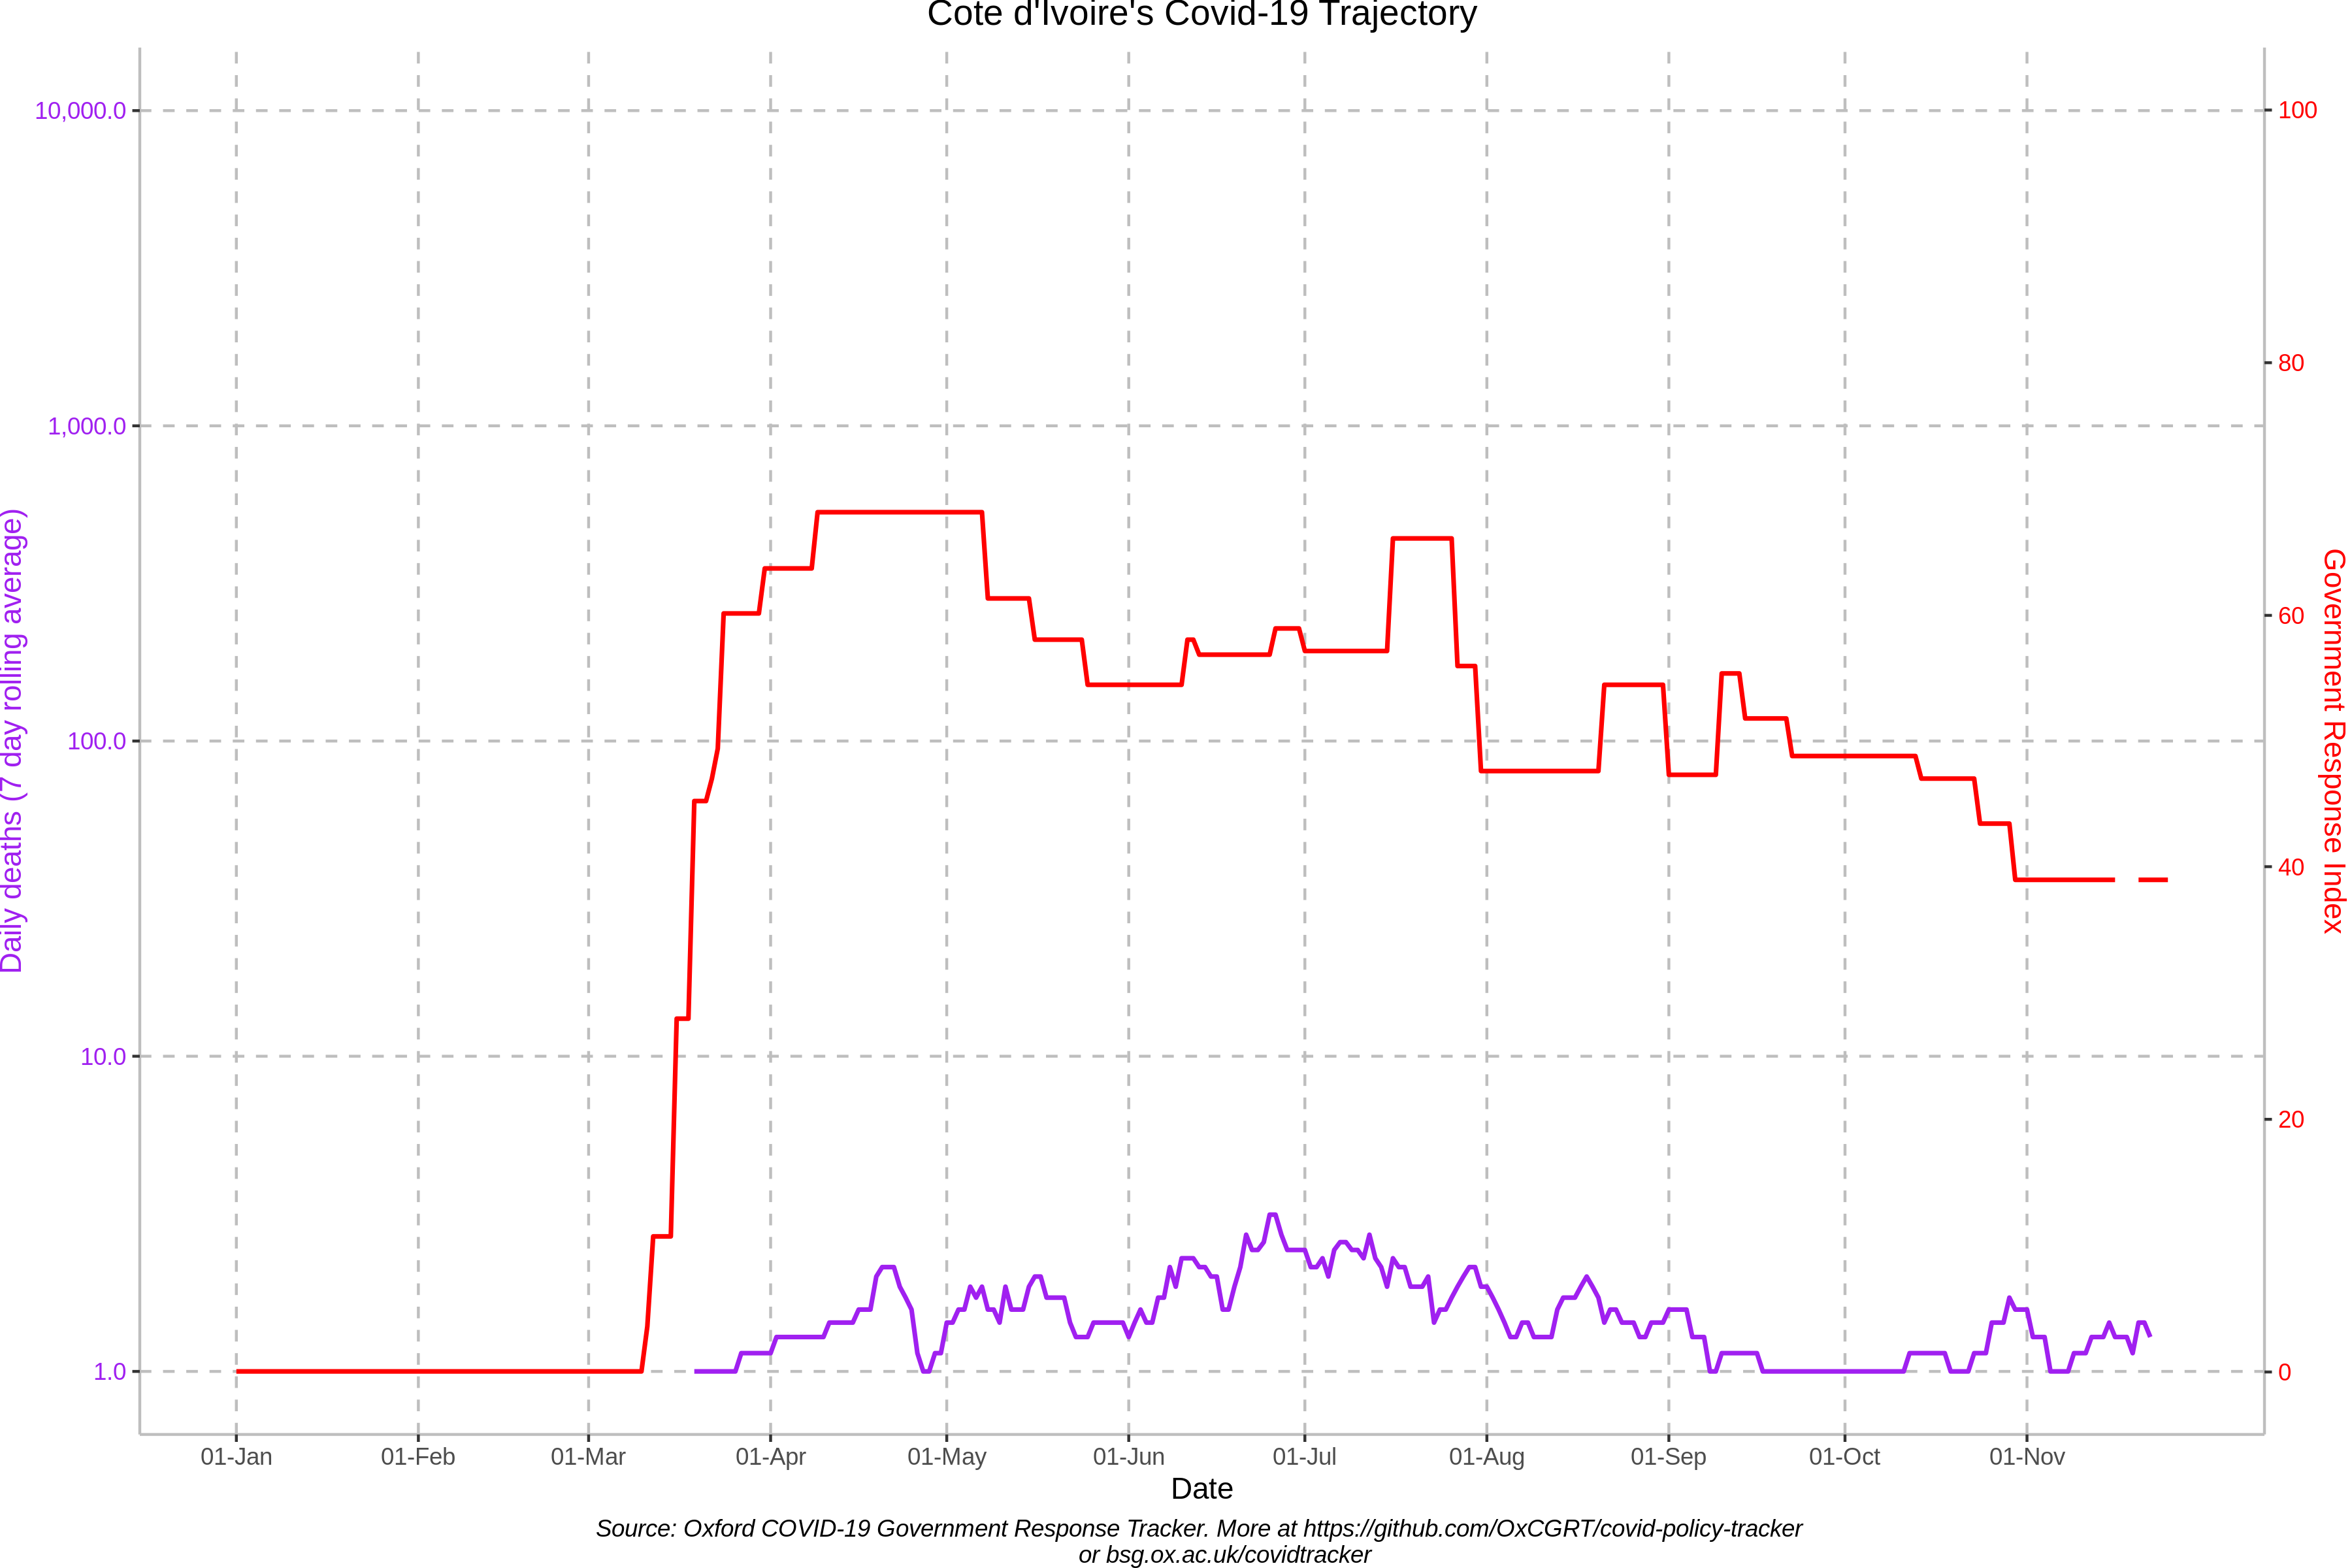 Cote d'Ivoire's Covid-19 Trajectory
10,000.0
1,000.0
100.0
10.0
1.0
Daily deaths (7 day rolling average)
100
80
60
40
20
0
Government Response Index
01-Jan 01-Feb 01-Mar 01-Apr 01-May 01-Jun 01-Jul 01-Aug 01-Sep 01-Oct 01-Nov
Date
Source: Oxford COVID-19 Government Response Tracker. More at https://github.com/OxCGRT/covid-policy-tracker
or bsg.ox.ac.uk/covidtracker